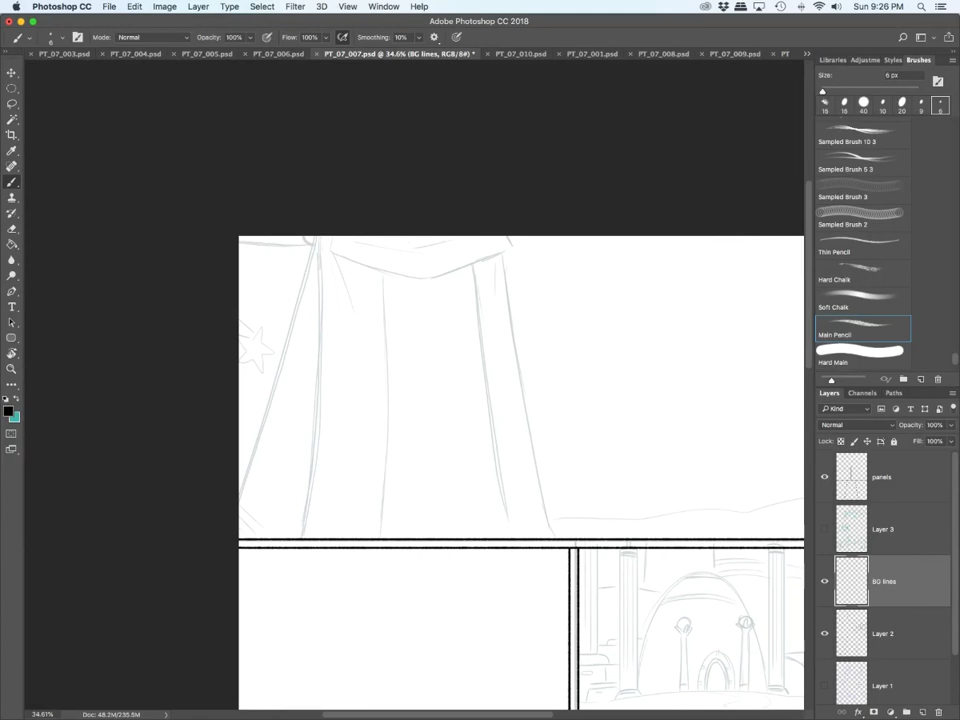 Photoshop CC File Edit Image Layer Type Select Filter 3D View Window Help
Sun 9:26 PM
Adobe Photoshop CC 2018
Mode: Normal Opacity: 100% Flow: 100% Smoothing: 10%
PT_07_003.psd PT_07_004.psd PT_07_005.psd PT_07_006.psd PT_07_007.psd @ 34.6% (BG lines, RGB/8#) * PT_07_010.psd PT_07_001.psd PT_07_008.psd PT_07_009.psd PT
Libraries Adjustme Styles Brushes
Size: 6 px
15 15 40 10 20 9 6
Sampled Brush 10 3
Sampled Brush 5 3
Sampled Brush 3
Sampled Brush 2
Thin Pencil
Hard Chalk
Soft Chalk
Main Pencil
Hard Main
Layers Channels Paths
Kind
Normal Opacity: 100%
Lock: Fill: 100%
panels
Layer 3
BG lines
Layer 2
Layer 1
34.61% Doc: 48.2M/235.5M